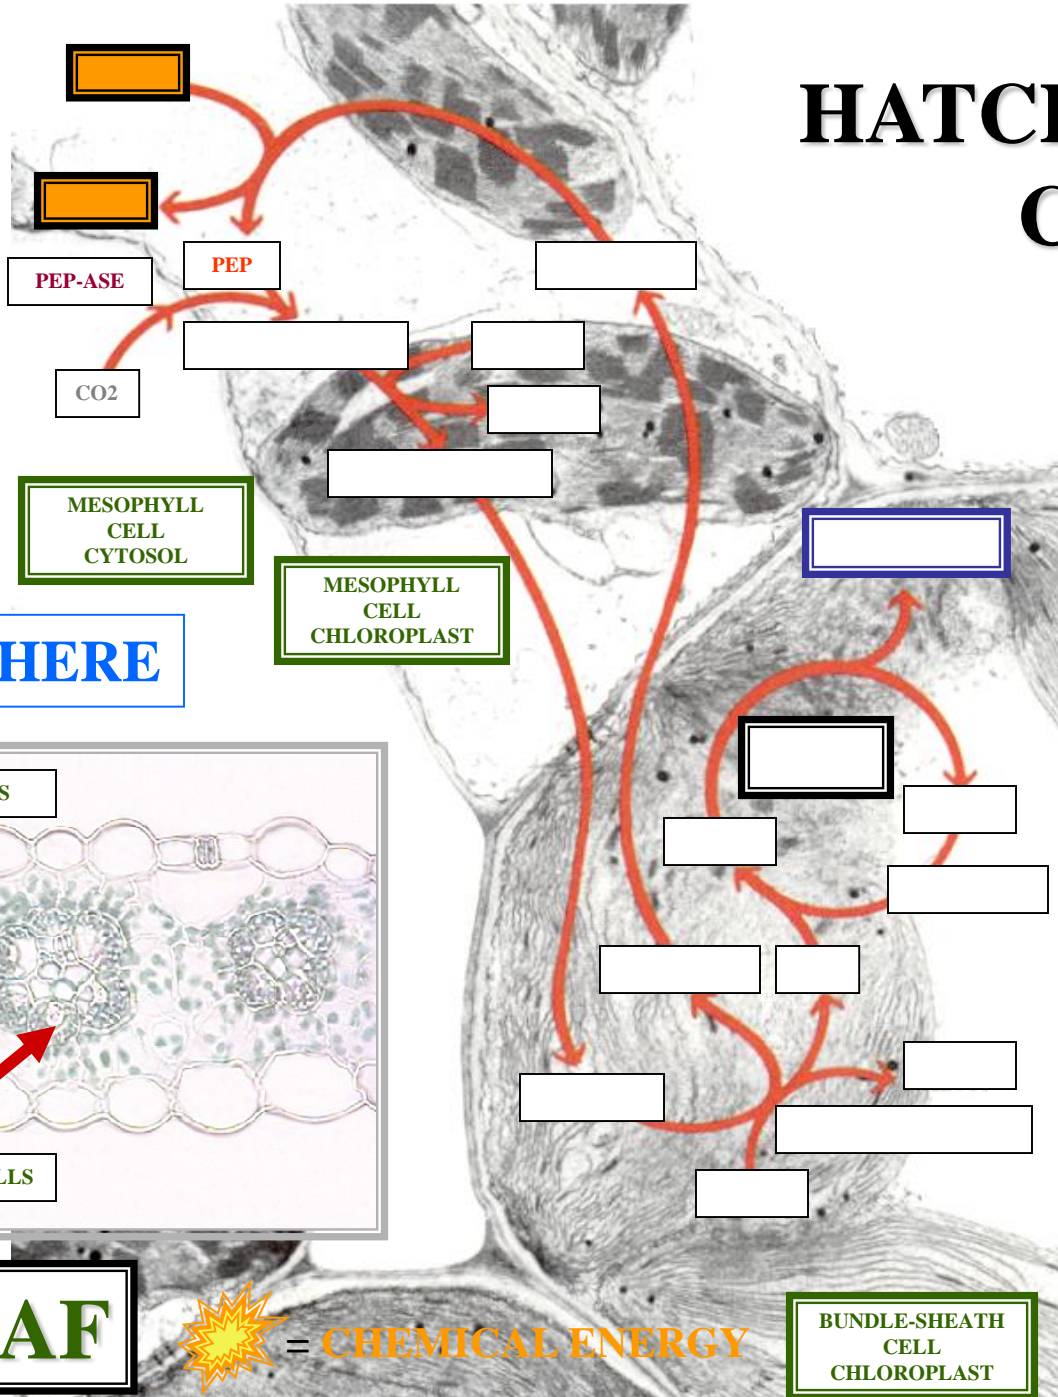 HATCH
C
PEP
PEP-ASE
CO2
MESOPHYLL
CELL
CYTOSOL
MESOPHYLL
CELL
CHLOROPLAST
HERE
S
LLS
AF
= CHEMICAL ENERGY
BUNDLE-SHEATH
CELL
CHLOROPLAST